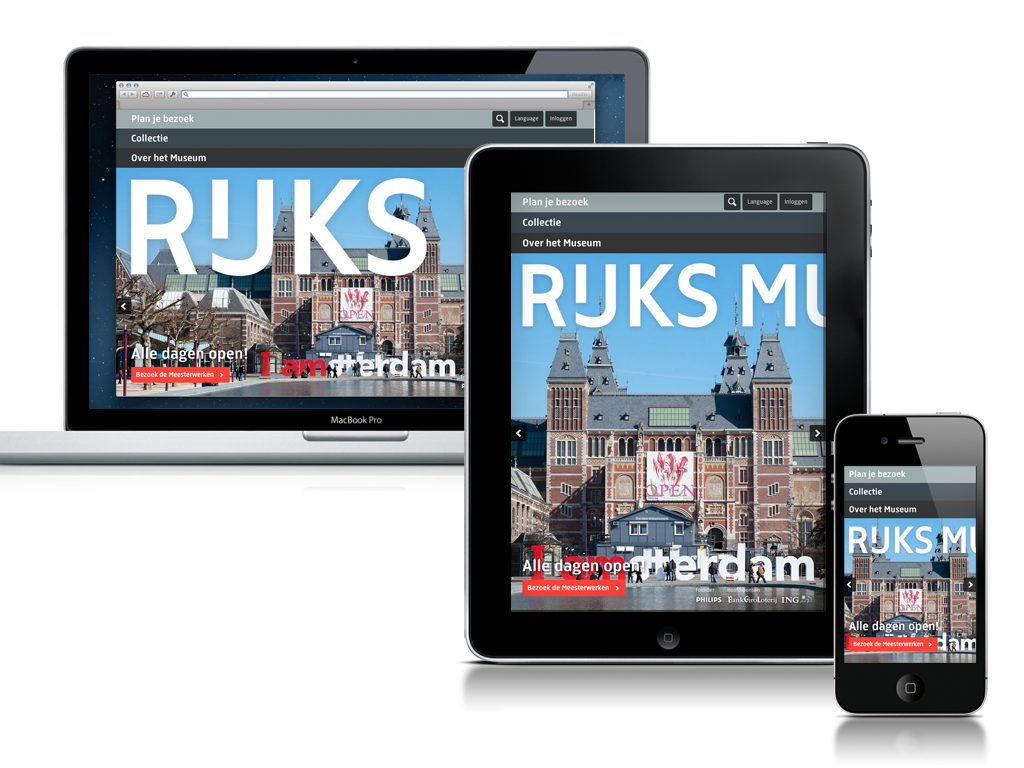 Plan je bezoek
Language
Inloggen
Collectie
Over het Museum
RIJKS
OPEN
Alle dagen open!
I amsterdam
Bezoek de Meesterwerken
MacBook Pro
Plan je bezoek
Language
Inloggen
Collectie
Over het Museum
RIJKS MU
OPEN
I amsterdam
Alle dagen open!
Bezoek de Meesterwerken
PHILIPS BankGiroLoterij ING
Plan je bezoek
Collectie
Over het Museum
RIJKS MU
OPEN
Alle dagen open!
dam
Bezoek de Meesterwerken